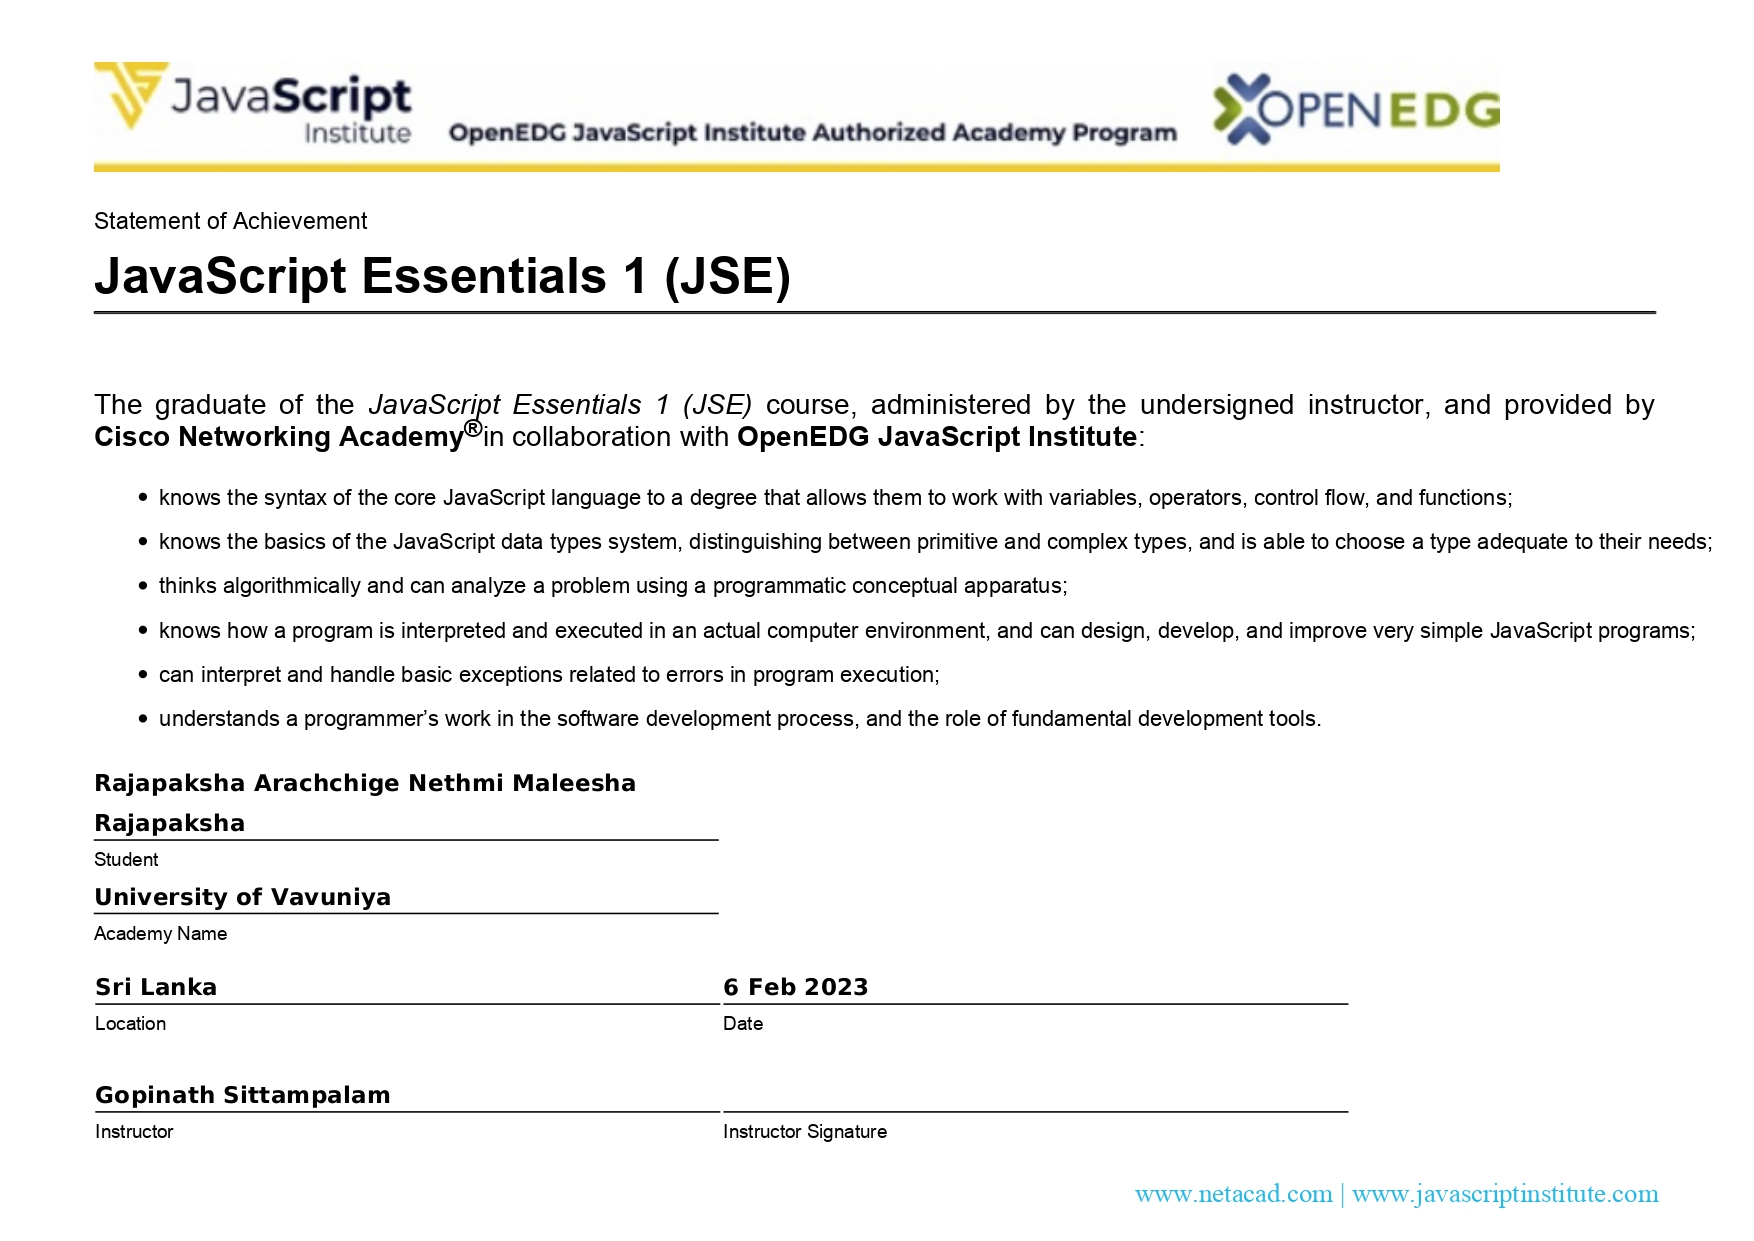 JavaScript
Institute
OpenEDG JavaScript Institute Authorized Academy Program
OPENEDG
Statement of Achievement
JavaScript Essentials 1 (JSE)
The graduate of the JavaScript Essentials 1 (JSE) course, administered by the undersigned instructor, and provided by
Cisco Networking Academy®in collaboration with OpenEDG JavaScript Institute:
• knows the syntax of the core JavaScript language to a degree that allows them to work with variables, operators, control flow, and functions;
• knows the basics of the JavaScript data types system, distinguishing between primitive and complex types, and is able to choose a type adequate to their needs;
• thinks algorithmically and can analyze a problem using a programmatic conceptual apparatus;
• knows how a program is interpreted and executed in an actual computer environment, and can design, develop, and improve very simple JavaScript programs;
• can interpret and handle basic exceptions related to errors in program execution;
• understands a programmer’s work in the software development process, and the role of fundamental development tools.
Rajapaksha Arachchige Nethmi Maleesha
Rajapaksha
Student
University of Vavuniya
Academy Name
Sri Lanka 6 Feb 2023
Location Date
Gopinath Sittampalam
Instructor Instructor Signature
www.netacad.com | www.javascriptinstitute.com